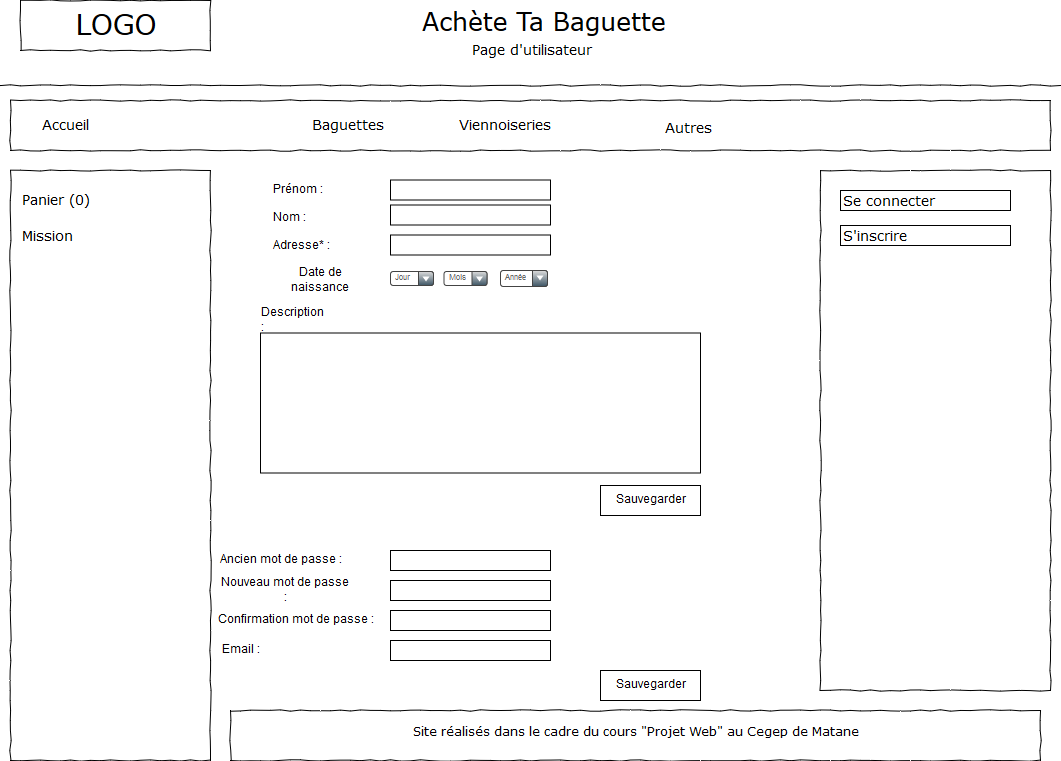 LOGO
Achète Ta Baguette
Page d'utilisateur
Accueil
Baguettes
Viennoiseries
Autres
Panier (0)
Mission
Prénom :
Nom :
Adresse* :
Date de
naissance
Jour
Mois
Année
Description
:
Sauvegarder
Ancien mot de passe :
Nouveau mot de passe
:
Confirmation mot de passe :
Email :
Sauvegarder
Se connecter
S'inscrire
Site réalisés dans le cadre du cours "Projet Web" au Cegep de Matane